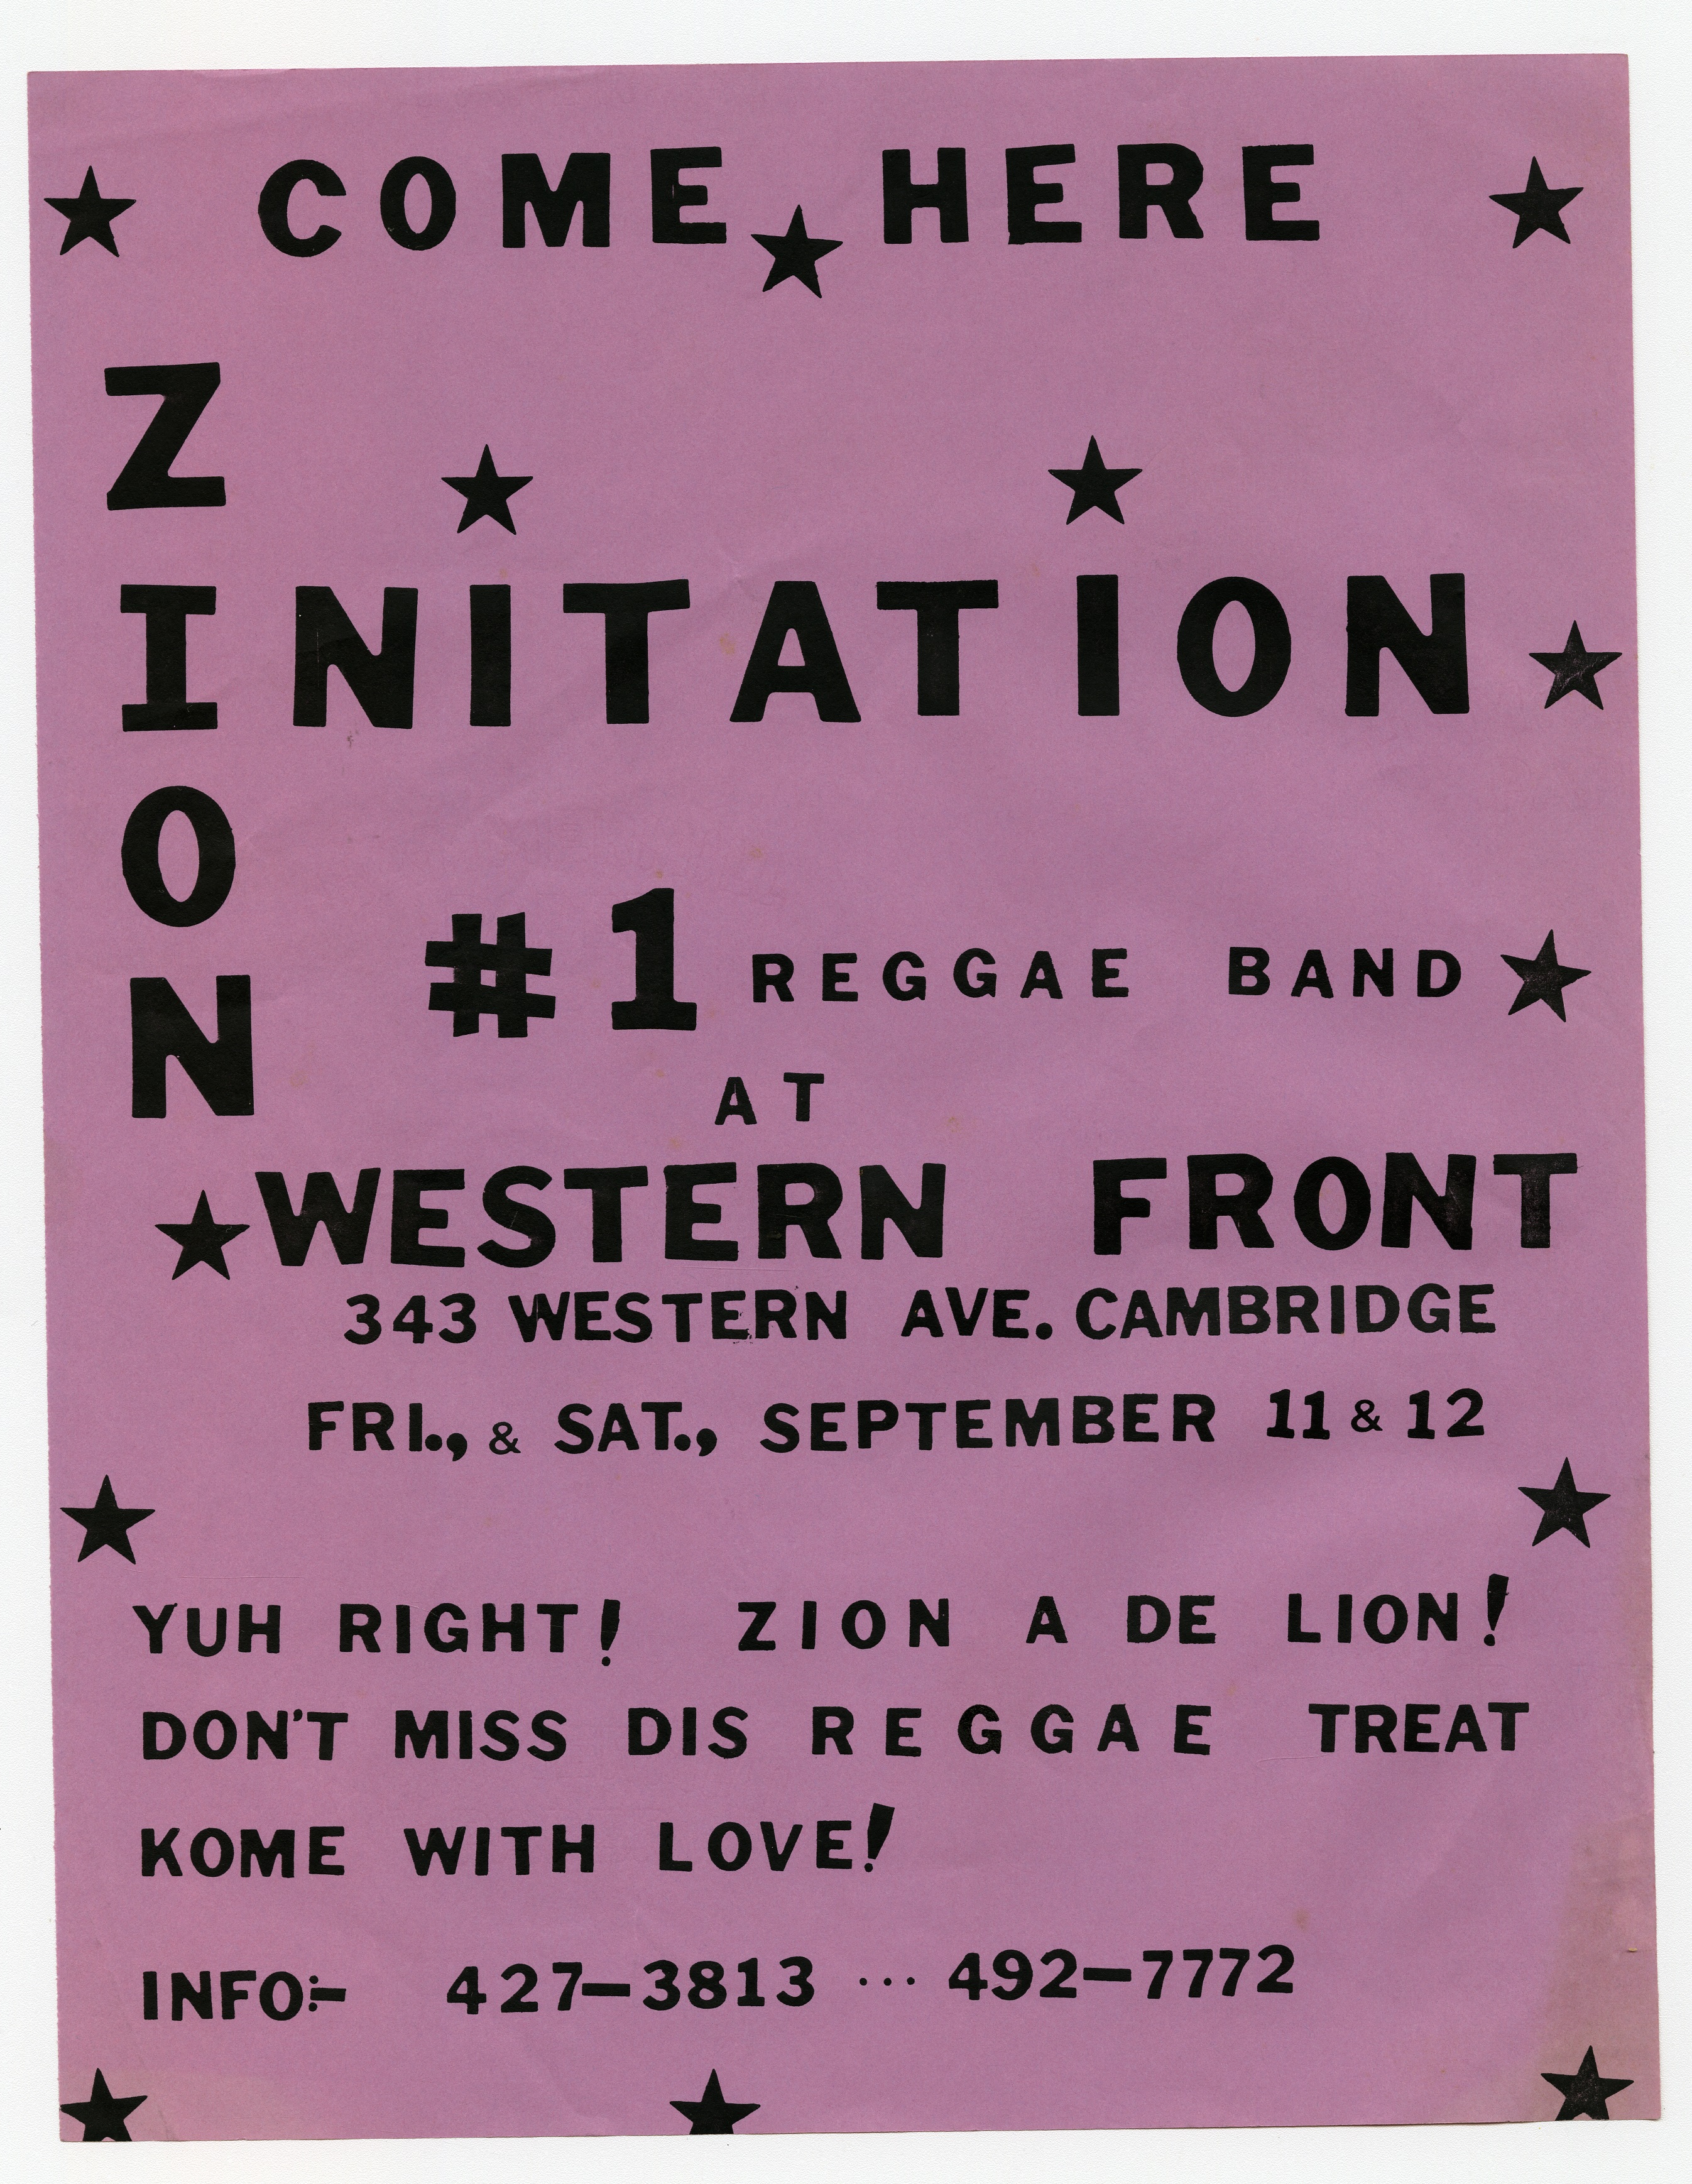 COME HERE
ZION
INITATION
#1 REGGAE BAND
AT
WESTERN FRONT
343 WESTERN AVE. CAMBRIDGE
FRI., & SAT., SEPTEMBER 11 & 12
YUH RIGHT! ZION A DE LION!
DON'T MISS DIS REGGAE TREAT
KOME WITH LOVE!
INFO:- 427-3813 ... 492-7772